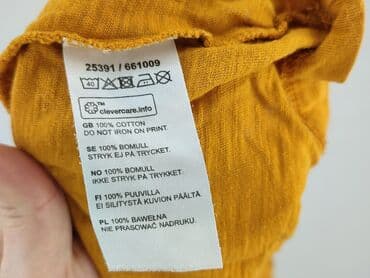 25391 / 661009
40
™
clevercare.info
GB 100% COTTON
DO NOT IRON ON PRINT.
SE 100% BOMULL
STRYK EJ PÅ TRYCKET.
NO 100% BOMULL
IKKE STRYK PÅ TRYKKET.
FI 100% PUUVILLA
EI SILITYSTÄ KUVION PÄÄLTÄ
PL 100% BAWEŁNA
NIE PRASOWAĆ NADRUKU.